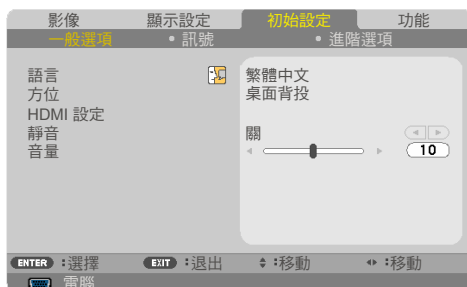 影像 顯示設定 初始設定 功能
一般選項 • 訊號 • 進階選項
語言 繁體中文
方位 桌面背投
HDMI 設定
靜音 關
音量 10
ENTER :選擇 EXIT :退出 :移動 :移動
電腦